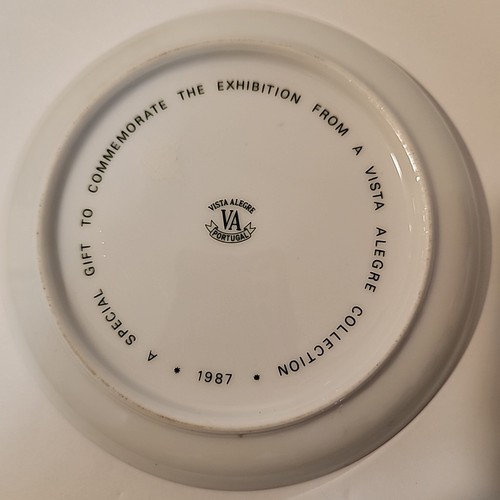 A SPECIAL GIFT TO COMMEMORATE THE EXHIBITION FROM A VISTA ALEGRE COLLECTION
• 1987 •
VISTA ALEGRE
VA
PORTUGAL